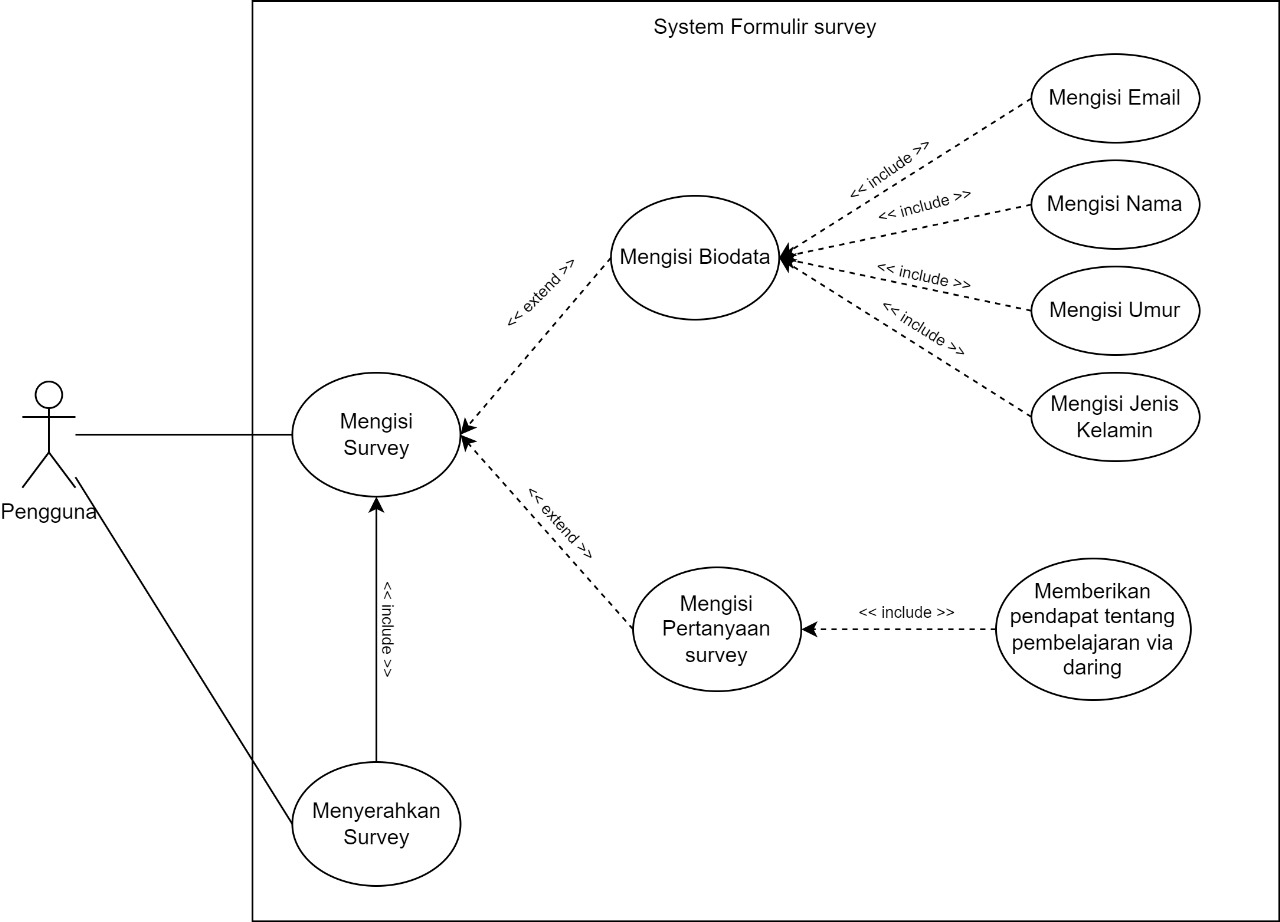 System Formulir survey
Mengisi Email
<< include >>
Mengisi Nama
<< include >>
Mengisi Biodata
<< extend >>
<< include >>
Mengisi Umur
<< include >>
Mengisi Jenis
Kelamin
Mengisi
Survey
Pengguna
<< extend >>
Mengisi
Pertanyaan
survey
<< include >>
Memberikan
pendapat tentang
pembelajaran via
daring
<< include >>
Menyerahkan
Survey